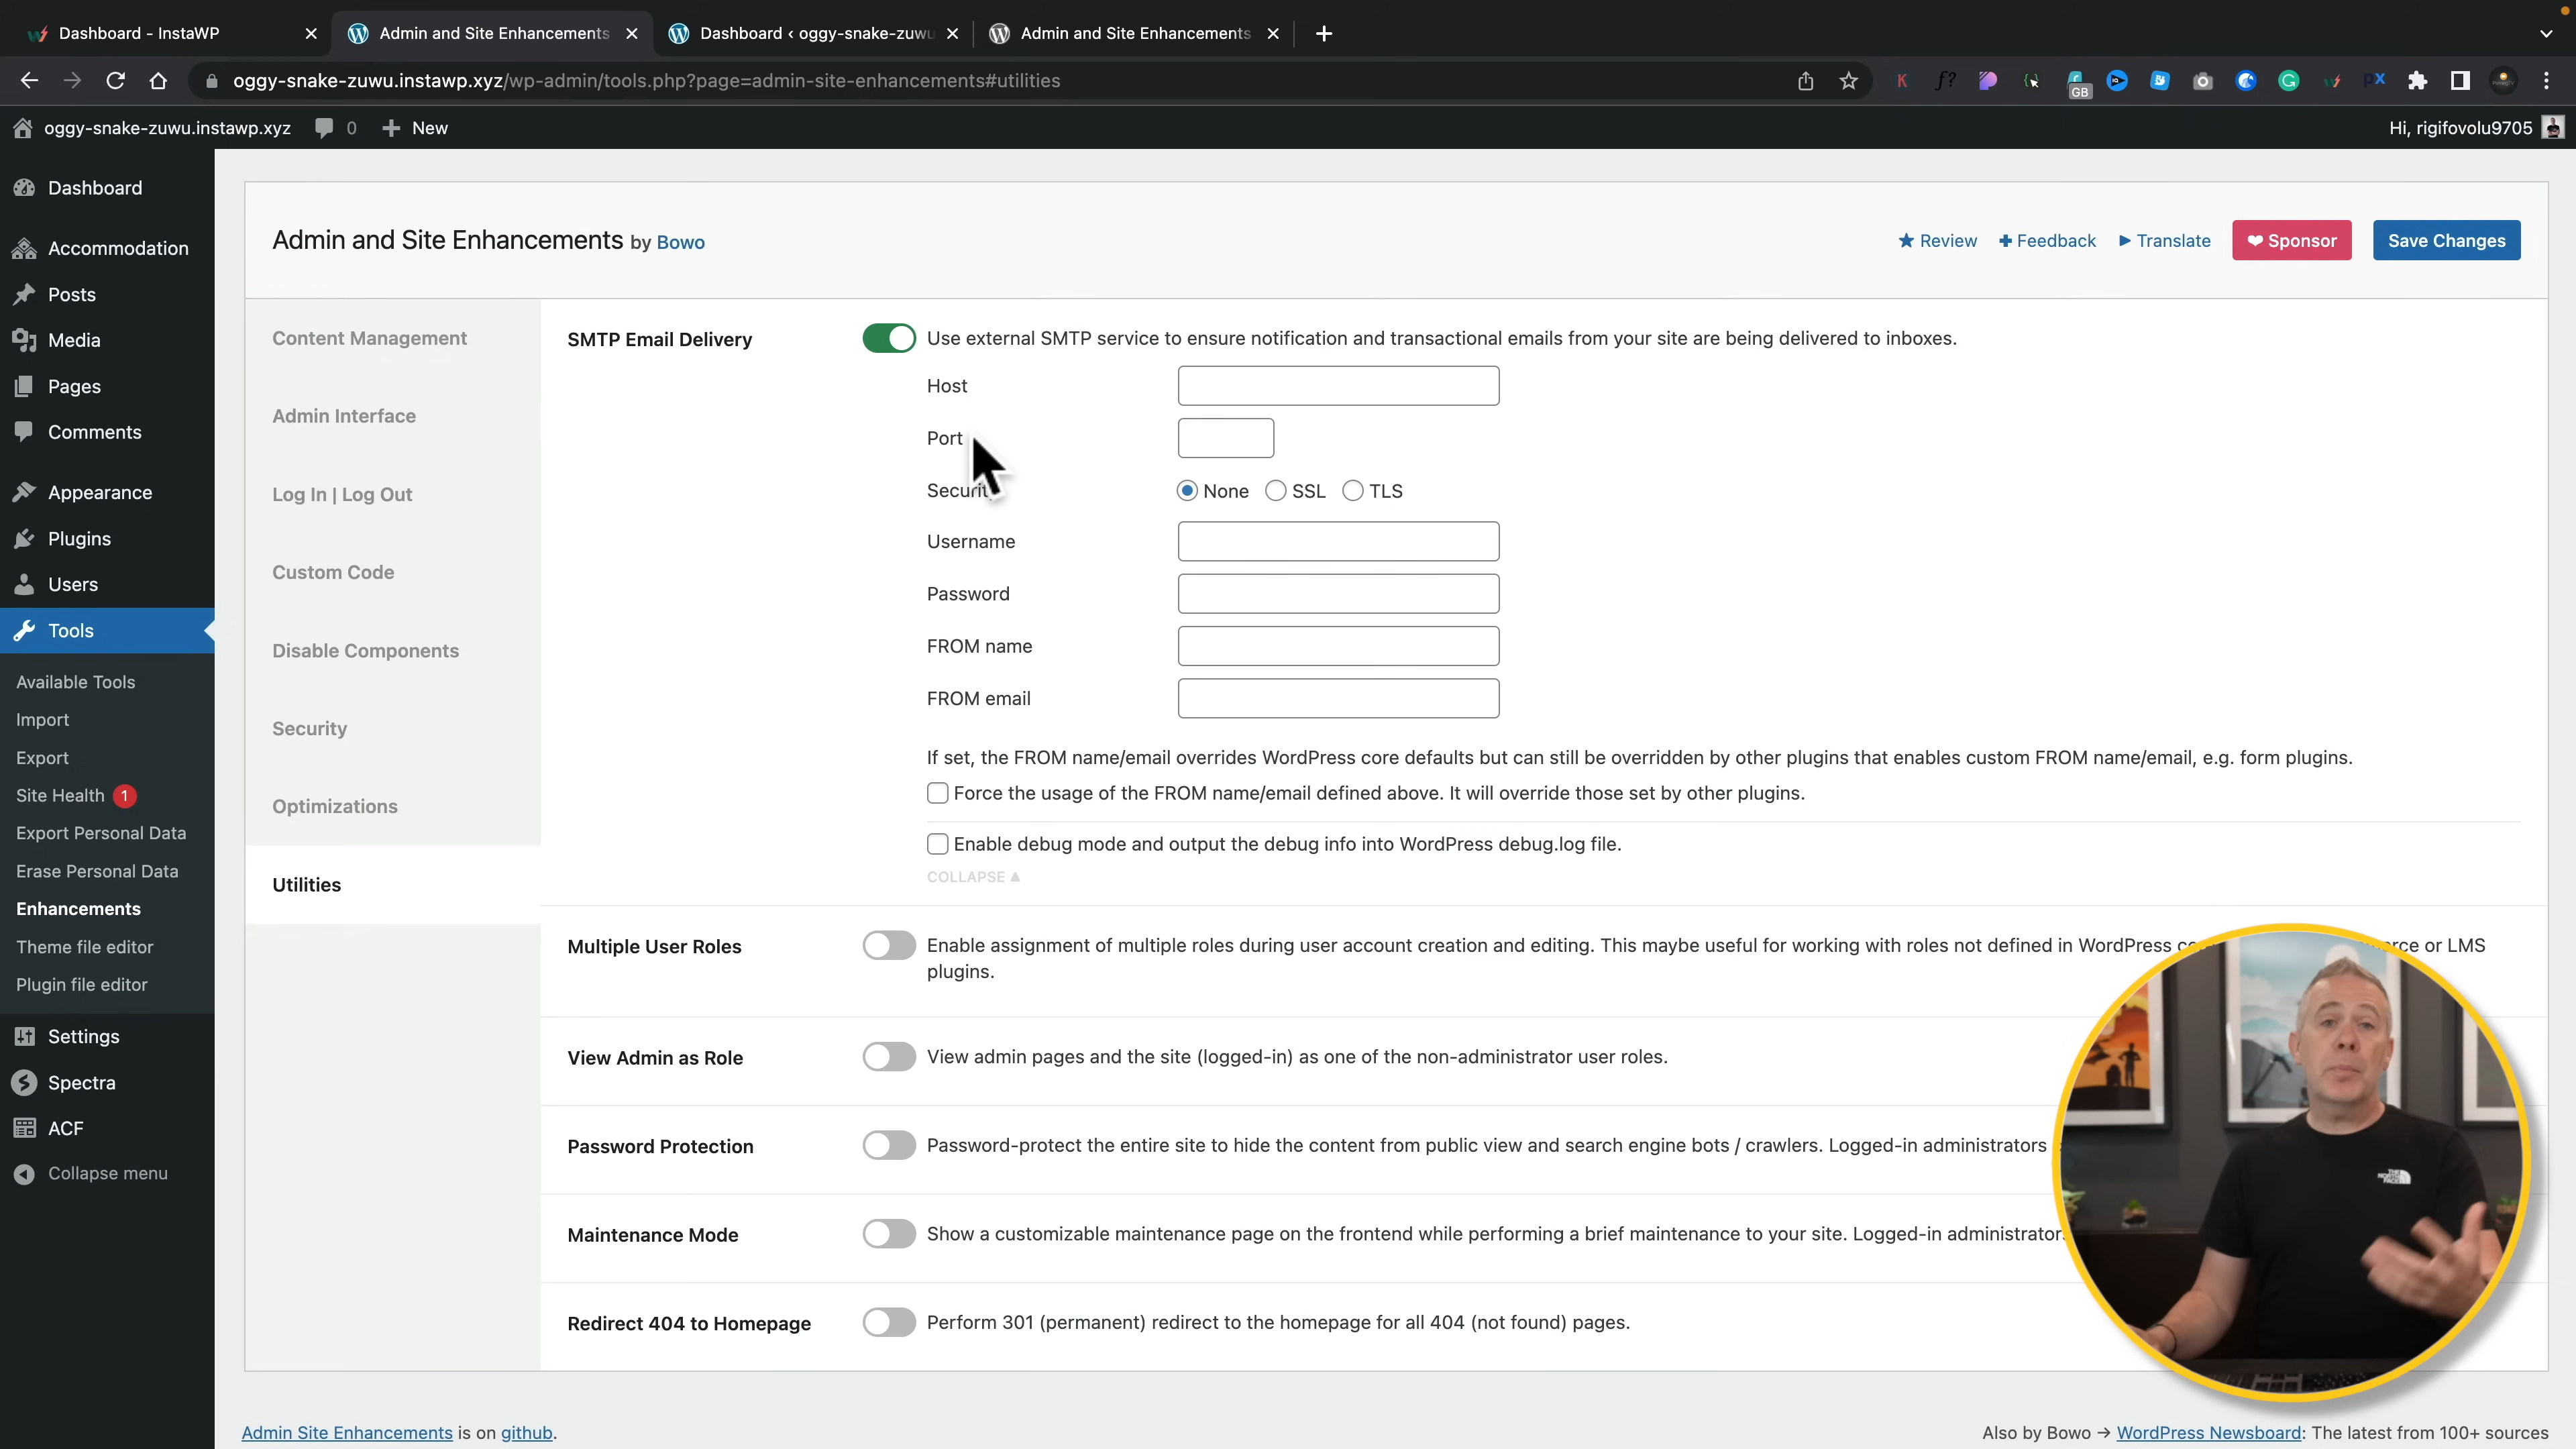 Dashboard - InstaWP
Admin and Site Enhancements
Dashboard ‹ oggy-snake-zuwu
Admin and Site Enhancements
oggy-snake-zuwu.instawp.xyz/wp-admin/tools.php?page=admin-site-enhancements#utilities
GB
oggy-snake-zuwu.instawp.xyz 0 New
Hi, rigifovolu9705
Dashboard
Accommodation
Posts
Media
Pages
Comments
Appearance
Plugins
Users
Tools
Available Tools
Import
Export
Site Health 1
Export Personal Data
Erase Personal Data
Enhancements
Theme file editor
Plugin file editor
Settings
Spectra
ACF
Collapse menu
Admin and Site Enhancements by Bowo
Review Feedback Translate Sponsor Save Changes
Content Management
Admin Interface
Log In | Log Out
Custom Code
Disable Components
Security
Optimizations
Utilities
SMTP Email Delivery
Use external SMTP service to ensure notification and transactional emails from your site are being delivered to inboxes.
Host
Port
None SSL TLS
Username
Password
FROM name
FROM email
If set, the FROM name/email overrides WordPress core defaults but can still be overridden by other plugins that enables custom FROM name/email, e.g. form plugins.
Force the usage of the FROM name/email defined above. It will override those set by other plugins.
Enable debug mode and output the debug info into WordPress debug.log file.
COLLAPSE ▲
Multiple User Roles
Enable assignment of multiple roles during user account creation and editing. This maybe useful for working with roles not defined in WordPress or LMS
plugins.
View Admin as Role
View admin pages and the site (logged-in) as one of the non-administrator user roles.
Password Protection
Password-protect the entire site to hide the content from public view and search engine bots / crawlers. Logged-in administrators
Maintenance Mode
Show a customizable maintenance page on the frontend while performing a brief maintenance to your site. Logged-in administrators
Redirect 404 to Homepage
Perform 301 (permanent) redirect to the homepage for all 404 (not found) pages.
THE NORTH FACE
Admin Site Enhancements is on github.
Also by Bowo → WordPress Newsboard: The latest from 100+ sources